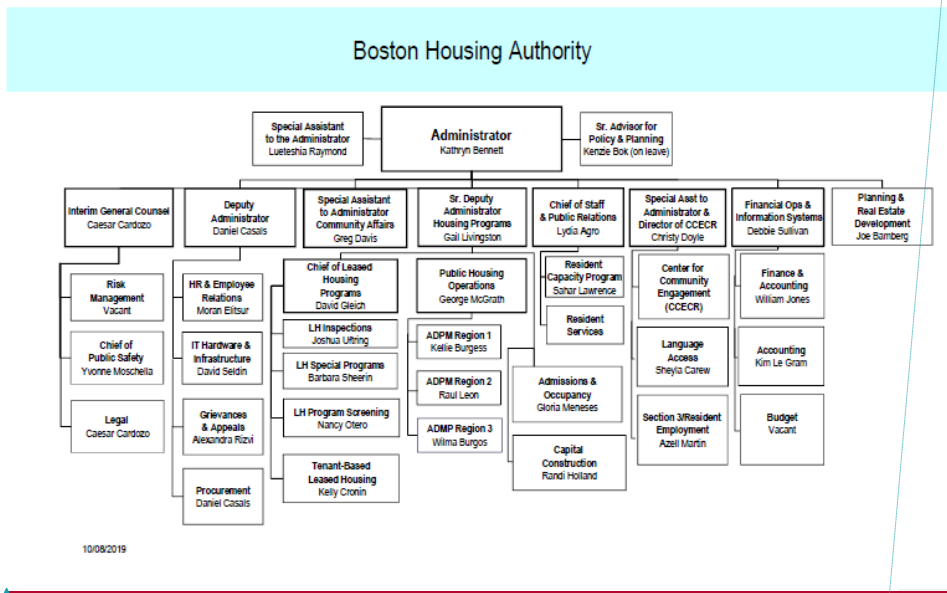 Boston Housing Authority
Special Assistant
to the Administrator
Lueteshia Raymond
Administrator
Kathryn Bennett
Sr. Advisor for
Policy & Planning
Kenzie Bok (on leave)
Interim General Counsel
Caesar Cardozo
Deputy
Administrator
Daniel Casals
Special Assistant
to Administrator
Community Affairs
Greg Davis
Sr. Deputy
Administrator
Housing Programs
Gail Livingston
Chief of Staff
& Public Relations
Lydia Agro
Special Asst to
Administrator &
Director of CCECR
Christy Doyle
Financial Ops &
Information Systems
Debbie Sullivan
Planning &
Real Estate
Development
Joe Bamberg
Risk
Management
Vacant
Chief of
Public Safety
Yvonne Moschella
Legal
Caesar Cardozo
HR & Employee
Relations
Moran Elitsur
IT Hardware &
Infrastructure
David Seldin
Grievances
& Appeals
Alexandra Rizvi
Procurement
Daniel Casals
Chief of Leased
Housing
Programs
David Gleich
LH Inspections
Joshua Uftring
LH Special Programs
Barbara Sheerin
LH Program Screening
Nancy Otero
Tenant-Based
Leased Housing
Kelly Cronin
Public Housing
Operations
George McGrath
ADPM Region 1
Kellie Burgess
ADPM Region 2
Raul Leon
ADMP Region 3
Wilma Burgos
Resident
Capacity Program
Sahar Lawrence
Resident
Services
Admissions &
Occupancy
Gloria Meneses
Capital
Construction
Randi Holland
Center for
Community
Engagement
(CCECR)
Language
Access
Sheyla Carew
Section 3/Resident
Employment
Azell Martin
Finance &
Accounting
William Jones
Accounting
Kim Le Gram
Budget
Vacant
10/08/2019